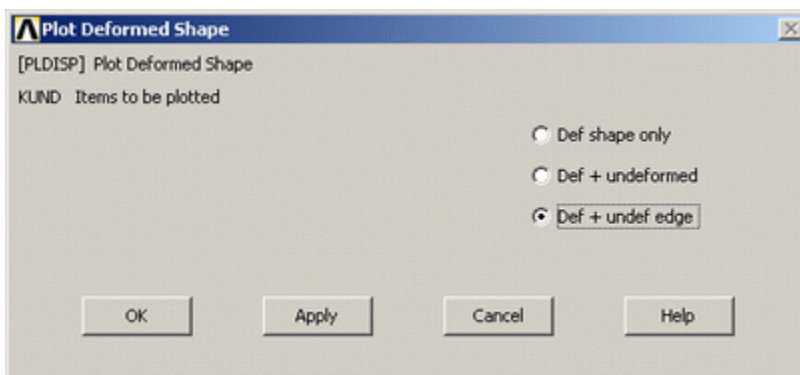 Plot Deformed Shape
[PLDISP] Plot Deformed Shape
KUND Items to be plotted
Def shape only
Def + undeformed
Def + undef edge
OK Apply Cancel Help